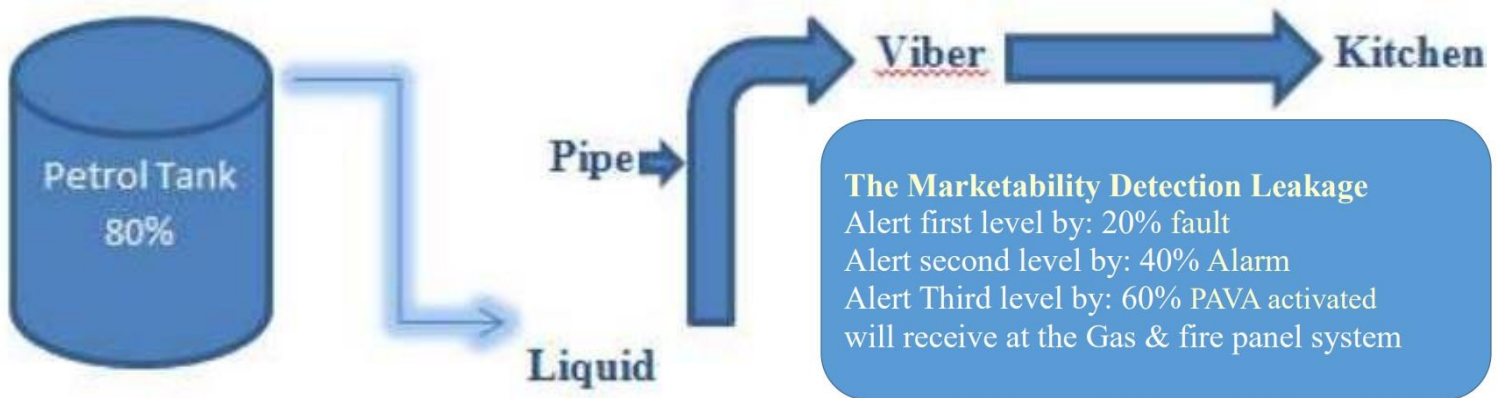 Petrol Tank
80%
Liquid
Pipe
Viber
Kitchen
The Marketability Detection Leakage
Alert first level by: 20% fault
Alert second level by: 40% Alarm
Alert Third level by: 60% PAVA activated
will receive at the Gas & fire panel system